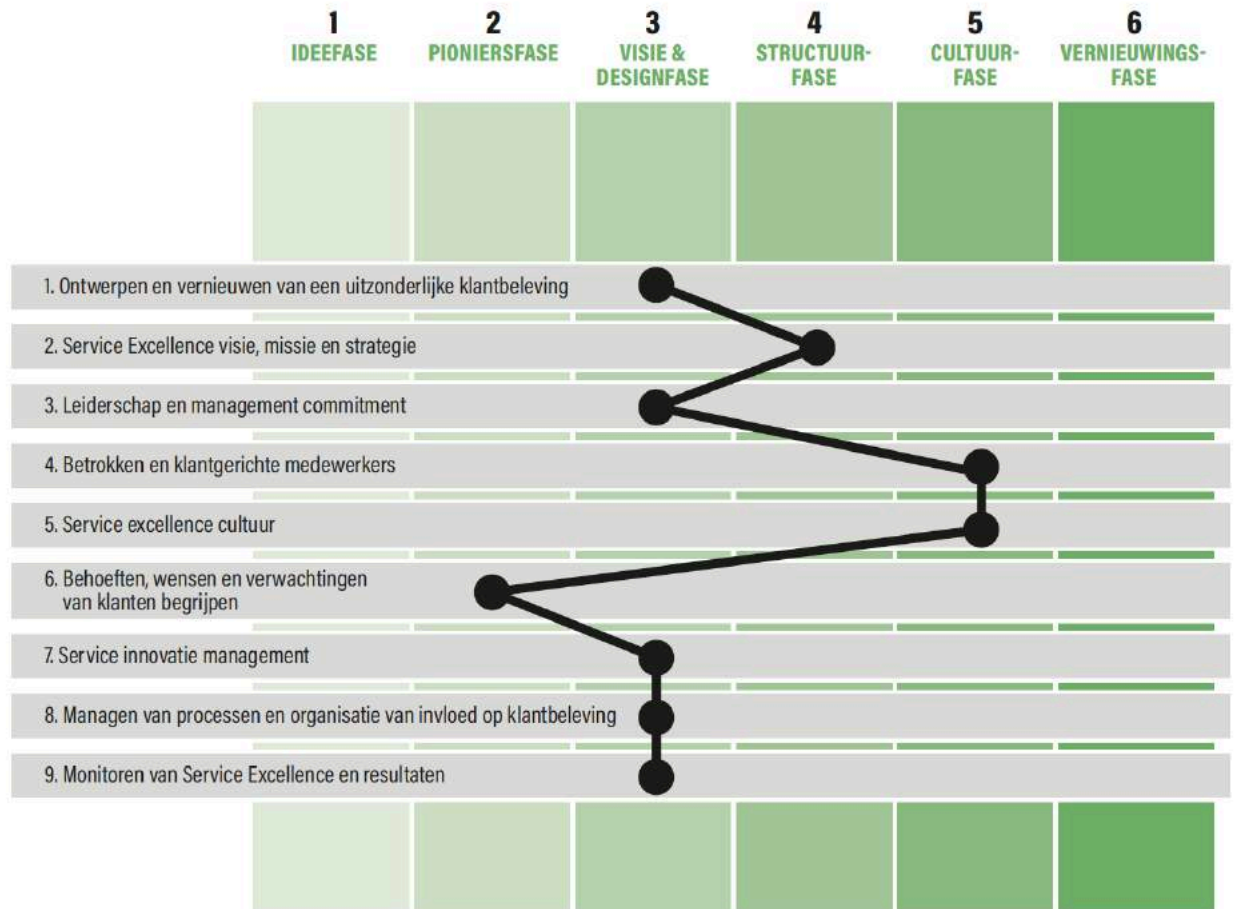 1 2 3 4 5 6
IDEEFASE PIONIERSFASE VISIE & STRUCTUUR- CULTUUR- VERNIEUWINGS-
DESIGNFASE FASE FASE FASE
1. Ontwerpen en vernieuwen van een uitzonderlijke klantbeleving
2. Service Excellence visie, missie en strategie
3. Leiderschap en management commitment
4. Betrokken en klantgerichte medewerkers
5. Service excellence cultuur
6. Behoeften, wensen en verwachtingen
van klanten begrijpen
7. Service innovatie management
8. Managen van processen en organisatie van invloed op klantbeleving
9. Monitoren van Service Excellence en resultaten